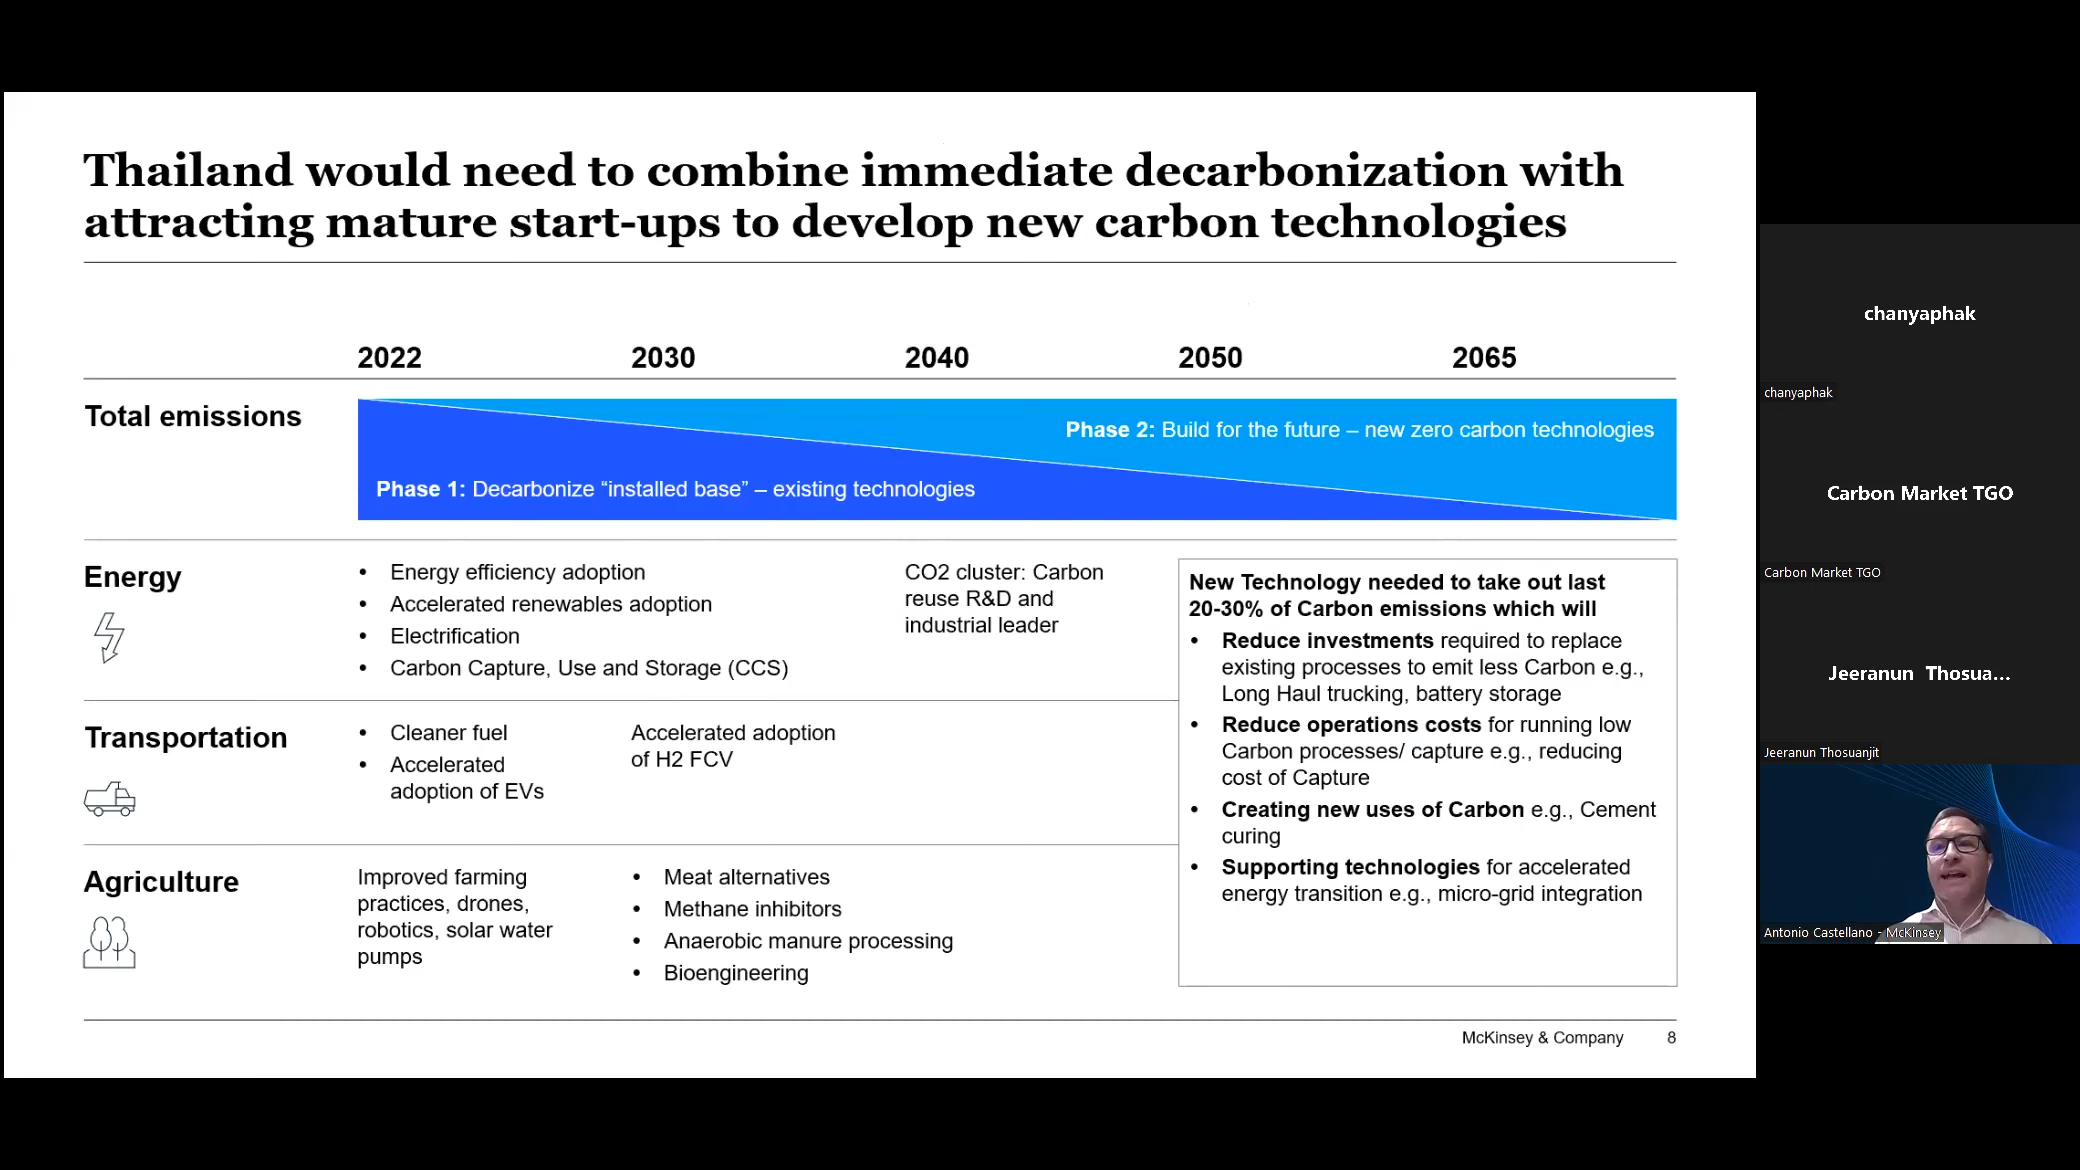 Thailand would need to combine immediate decarbonization with
attracting mature start-ups to develop new carbon technologies
2022 2030 2040 2050 2065
Total emissions
Phase 2: Build for the future – new zero carbon technologies
Phase 1: Decarbonize “installed base” – existing technologies
Energy
• Energy efficiency adoption
• Accelerated renewables adoption
• Electrification
• Carbon Capture, Use and Storage (CCS)
CO2 cluster: Carbon
reuse R&D and
industrial leader
Transportation
• Cleaner fuel
• Accelerated
adoption of EVs
Accelerated adoption
of H2 FCV
Agriculture
Improved farming
practices, drones,
robotics, solar water
pumps
• Meat alternatives
• Methane inhibitors
• Anaerobic manure processing
• Bioengineering
New Technology needed to take out last
20-30% of Carbon emissions which will
• Reduce investments required to replace
existing processes to emit less Carbon e.g.,
Long Haul trucking, battery storage
• Reduce operations costs for running low
Carbon processes/ capture e.g., reducing
cost of Capture
• Creating new uses of Carbon e.g., Cement
curing
• Supporting technologies for accelerated
energy transition e.g., micro-grid integration
McKinsey & Company 8
chanyaphak
chanyaphak
Carbon Market TGO
Carbon Market TGO
Jeeranun Thosua...
Jeeranun Thosuanjit
Antonio Castellano - McKinsey